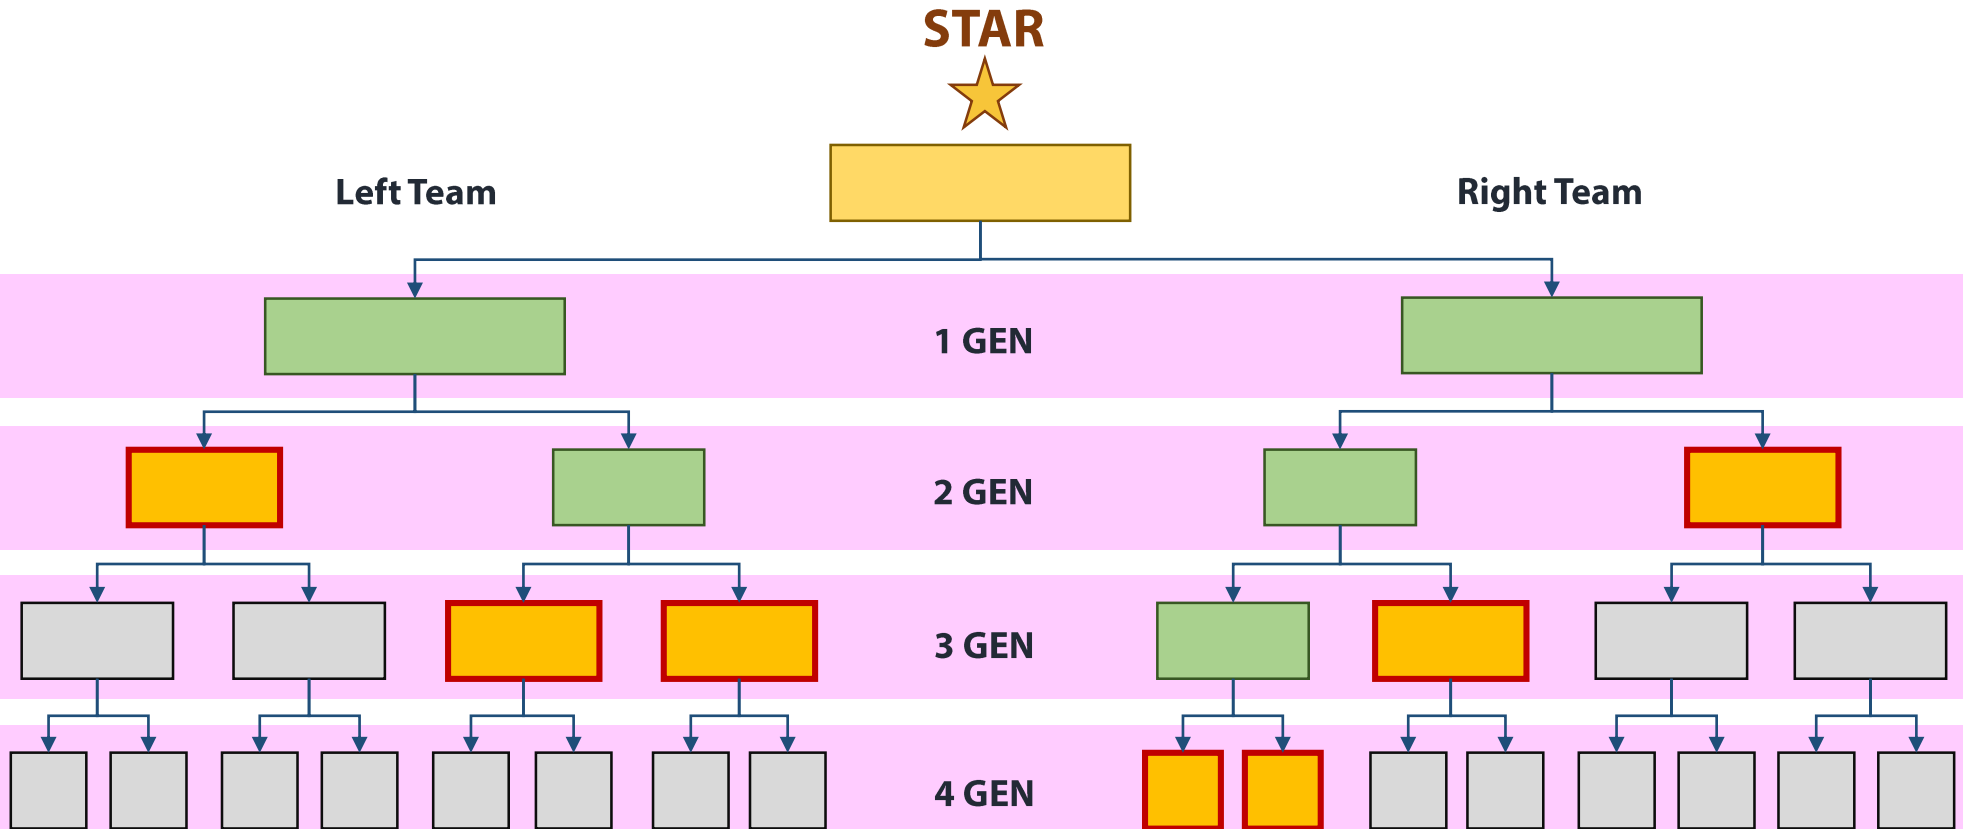 STAR
Left Team
Right Team
1 GEN
2 GEN
3 GEN
4 GEN